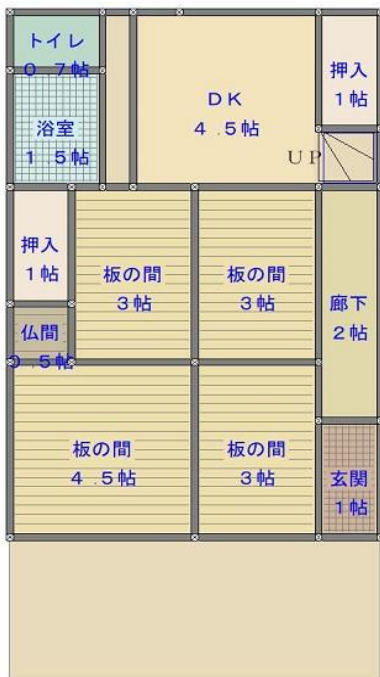 トイレ
0.7帖
DK
4.5帖
押入
1帖
浴室
1.5帖
UP
押入
1帖
板の間
3帖
板の間
3帖
廊下
2帖
仏間
0.5帖
板の間
4.5帖
板の間
3帖
玄関
1帖